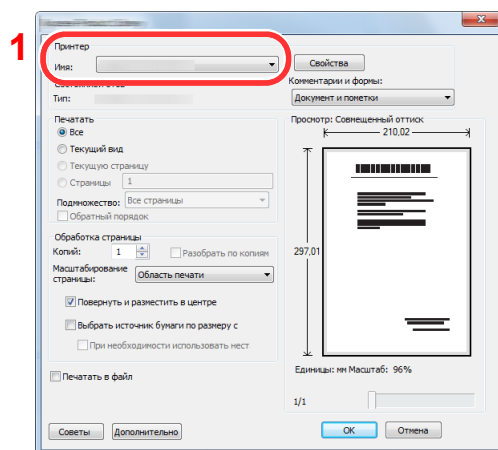 1
Принтер
Имя:
Свойства
Комментарии и формы:
Тип:
Документ и пометки
Печатать
Все
Текущий вид
Текущую страницу
Страницы 1
Подмножество: Все страницы
Обратный порядок
Обработка страницы
Копий: 1 Разобрать по копиям
Масштабирование страницы: Область печати
Повернуть и разместить в центре
Выбрать источник бумаги по размеру с
При необходимости использовать нест
Печатать в файл
Просмотр: Совмещенный оттиск
210,02
297,01
Единицы: мм Масштаб: 96%
1/1
Советы Дополнительно
OK Отмена